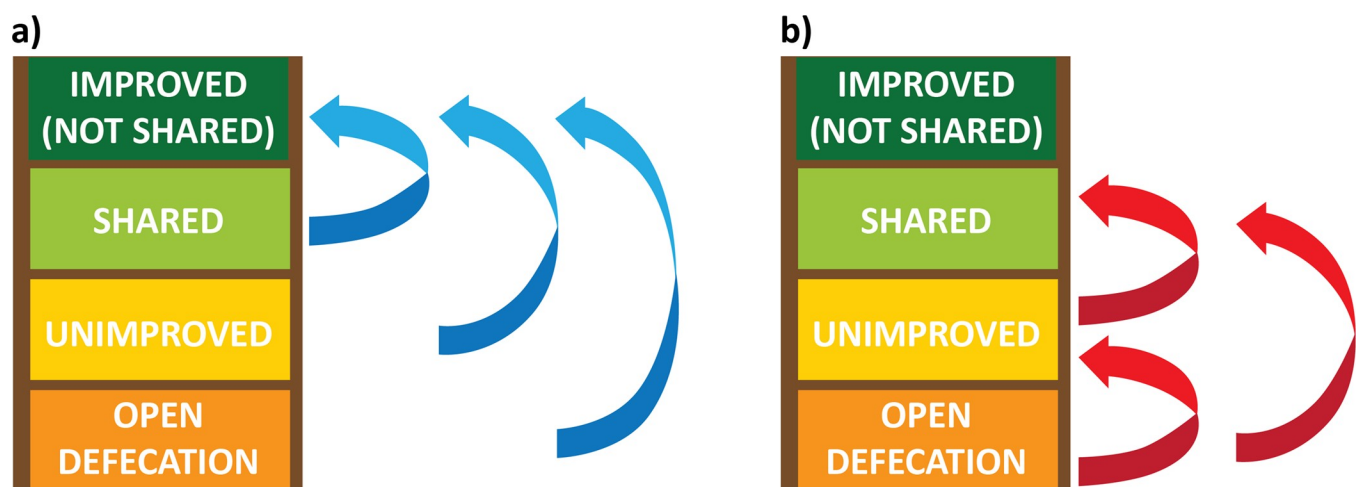 a)
IMPROVED
(NOT SHARED)
SHARED
UNIMPROVED
OPEN
DEFECATION
b)
IMPROVED
(NOT SHARED)
SHARED
UNIMPROVED
OPEN
DEFECATION